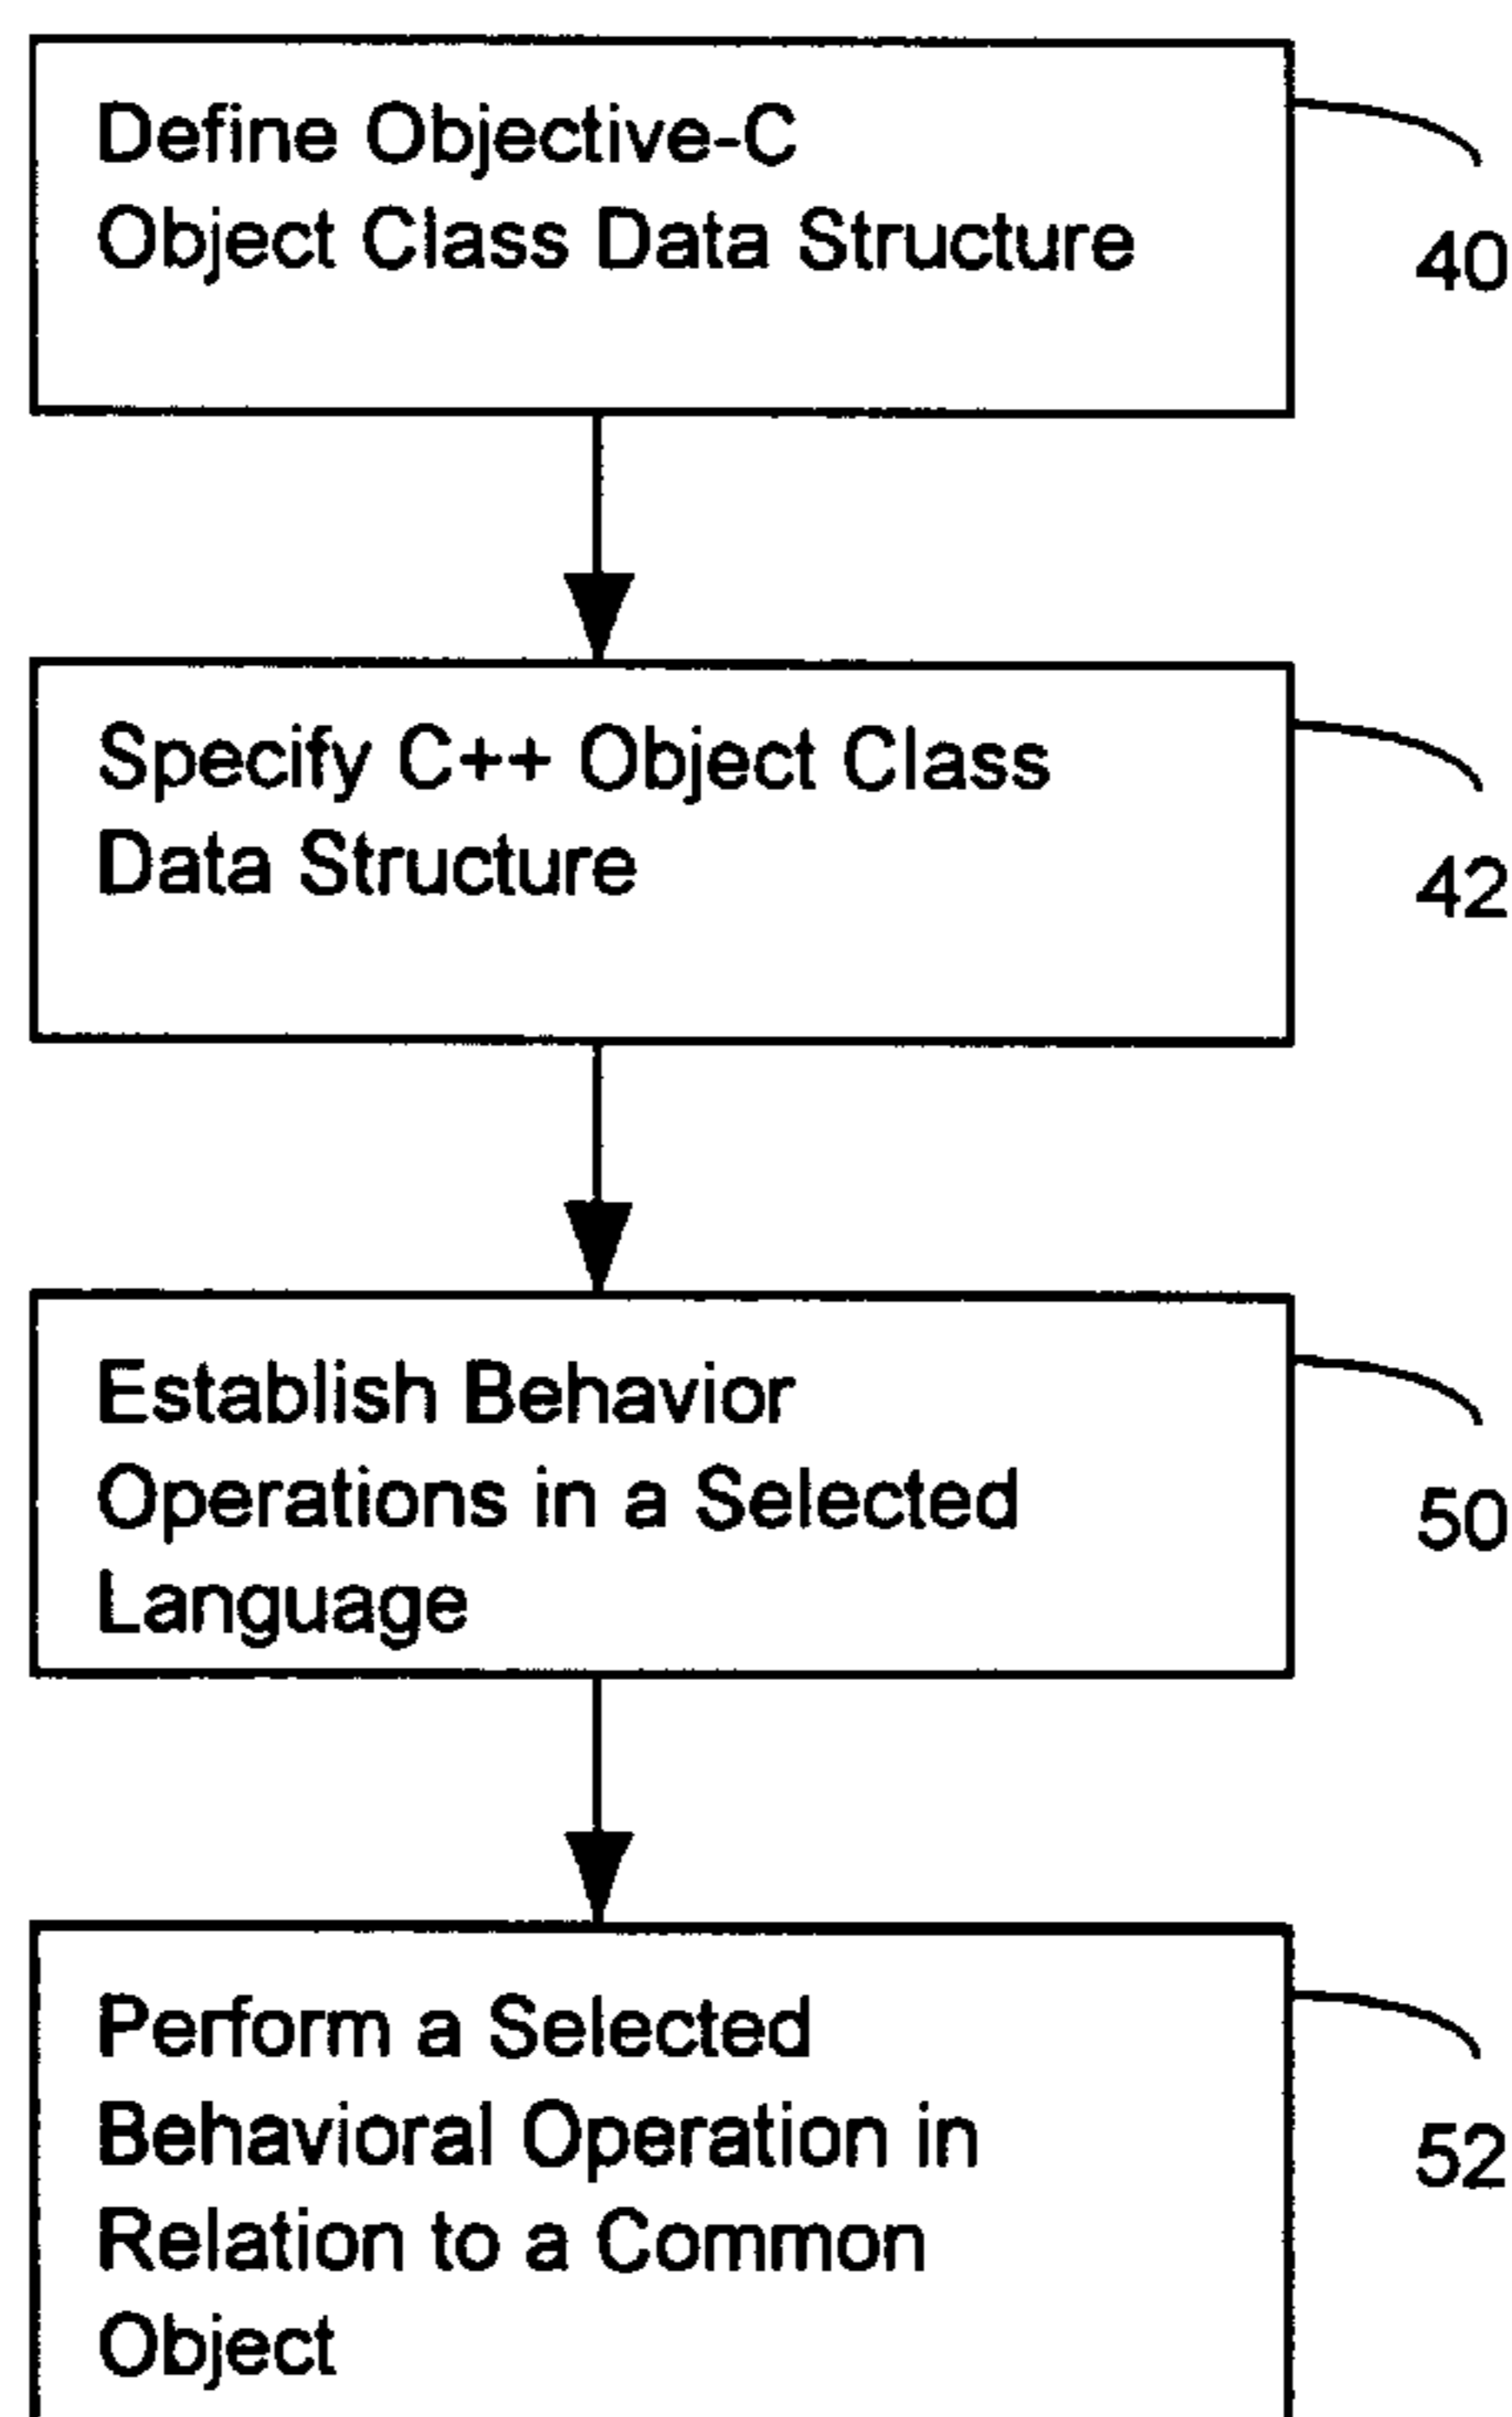 Define Objective-C
Object Class Data Structure
40
Specify C++ Object Class
Data Structure
42
Establish Behavior
Operations in a Selected
Language
50
Perform a Selected
Behavioral Operation in
Relation to a Common
Object
52